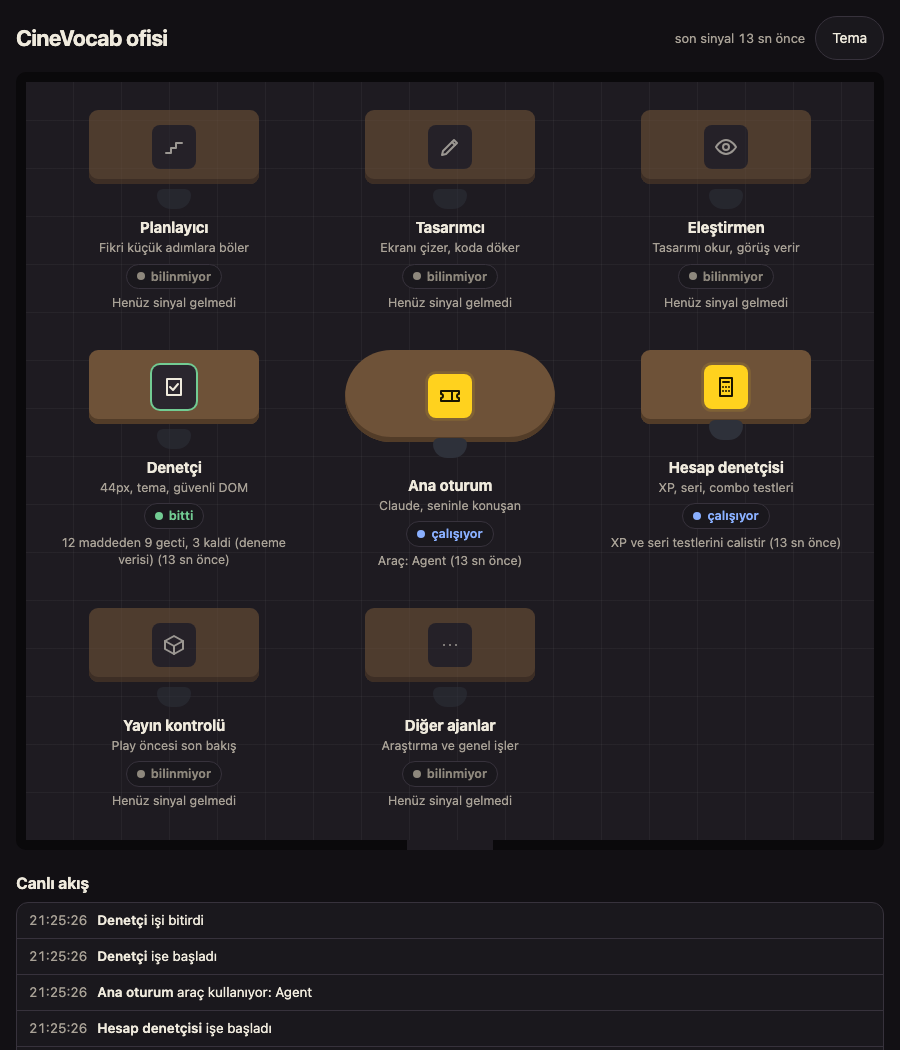 CineVocab ofisi
son sinyal 13 sn önce
Tema
Planlayıcı
Fikri küçük adımlara böler
bilinmiyor
Henüz sinyal gelmedi
Tasarımcı
Ekranı çizer, koda döker
bilinmiyor
Henüz sinyal gelmedi
Eleştirmen
Tasarımı okur, görüş verir
bilinmiyor
Henüz sinyal gelmedi
Denetçi
44px, tema, güvenli DOM
bitti
12 maddeden 9 gecti, 3 kaldi (deneme
verisi) (13 sn önce)
Ana oturum
Claude, seninle konuşan
çalışıyor
Araç: Agent (13 sn önce)
Hesap denetçisi
XP, seri, combo testleri
çalışıyor
XP ve seri testlerini calistir (13 sn önce)
Yayın kontrolü
Play öncesi son bakış
bilinmiyor
Henüz sinyal gelmedi
Diğer ajanlar
Araştırma ve genel işler
bilinmiyor
Henüz sinyal gelmedi
Canlı akış
21:25:26 Denetçi işi bitirdi
21:25:26 Denetçi işe başladı
21:25:26 Ana oturum araç kullanıyor: Agent
21:25:26 Hesap denetçisi işe başladı